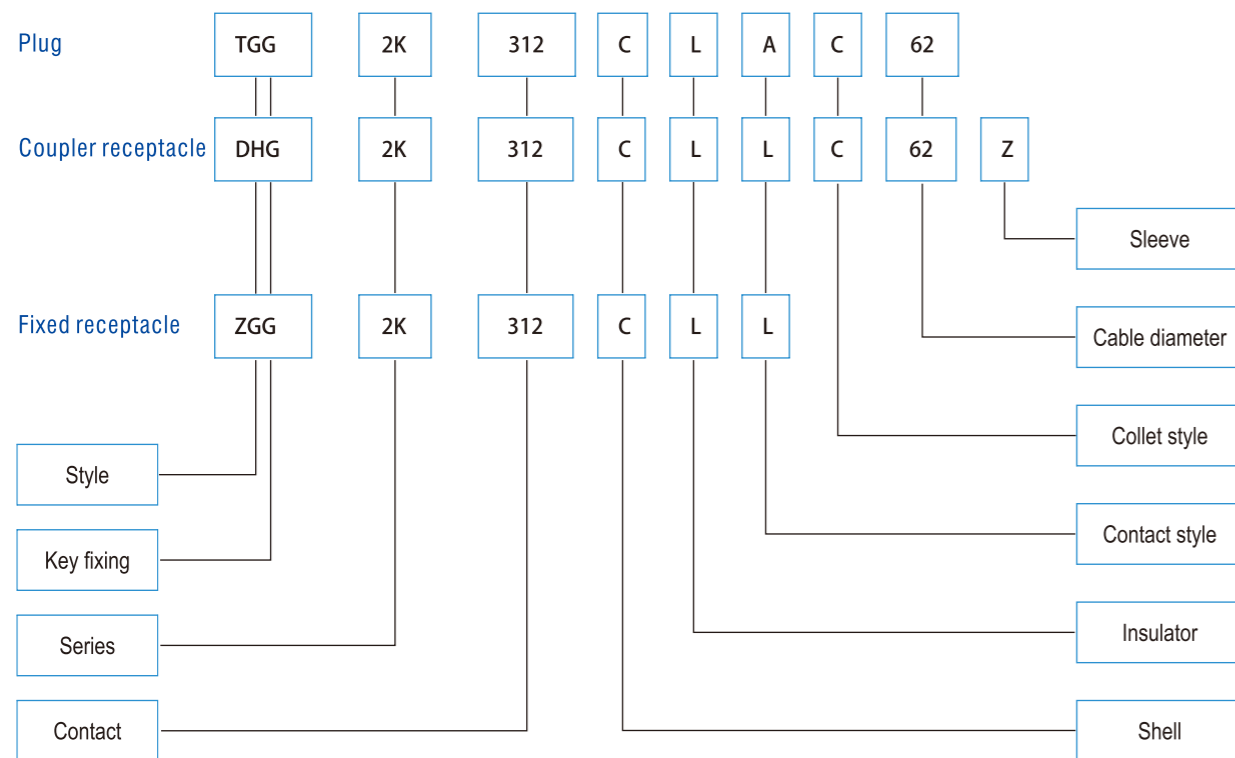 Plug TGG 2K 312 C L A C 62
Coupler receptacle DHG 2K 312 C L L C 62 Z
Sleeve
Fixed receptacle ZGG 2K 312 C L L
Cable diameter
Collet style
Style
Contact style
Key fixing
Insulator
Series
Contact
Shell